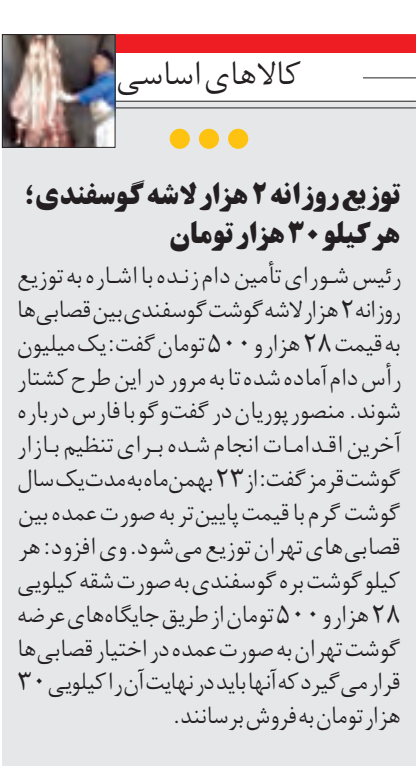 کالاهای اساسی
توزیع روزانه ۲ هزار لاشه گوسفندی؛
هر کیلو ۳۰ هزار تومان
رئیس شورای تأمین دام زنده با اشاره به توزیع
روزانه ۲ هزار لاشه گوشت گوسفندی بین قصابی‌ها
به قیمت ۲۸ هزار و ۵۰۰ تومان گفت: یک میلیون
رأس دام آماده شده تا به مرور در این طرح کشتار
شوند. منصور پوریان در گفت‌وگو با فارس درباره
آخرین اقدامات انجام شده برای تنظیم بازار
گوشت قرمز گفت: از ۲۳ بهمن‌ماه به مدت یک سال
گوشت گرم با قیمت پایین‌تر به صورت عمده بین
قصابی‌های تهران توزیع می‌شود. وی افزود: هر
کیلو گوشت بره گوسفندی به صورت شقه کیلویی
۲۸ هزار و ۵۰۰ تومان از طریق جایگاه‌های عرضه
گوشت تهران به صورت عمده در اختیار قصابی‌ها
قرار می‌گیرد که آنها باید در نهایت آن را کیلویی ۳۰
هزار تومان به فروش برسانند.